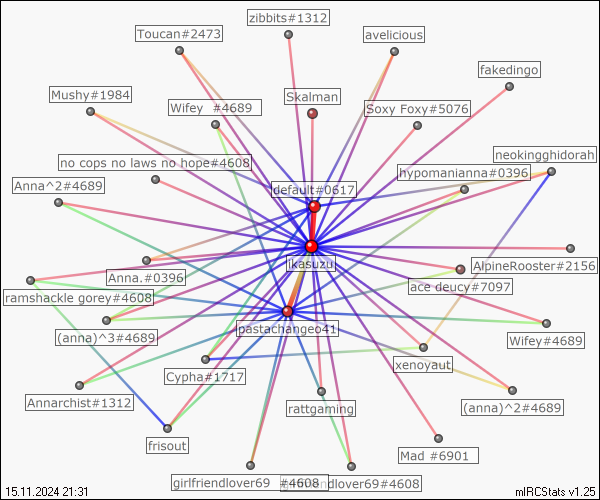 zibbits#1312
Toucan#2473
avelicious
fakedingo
Mushy#1984
Skalman
Wifey  #4689
Soxy Foxy#5076
neokingghidorah
no cops no laws no hope#4608
hypomanianna#0396
Anna^2#4689
default#0617
ikasuzu
Anna.#0396
AlpineRooster#2156
ramshackle gorey#4608
ace deucy#7097
pastachangeo41
(anna)^3#4689
Wifey#4689
xenoyaut
Cypha#1717
Annarchist#1312
rattgaming
(anna)^2#4689
frisout
Mad #6901
girlfriendlover69  #4608
girlfriendlover69#4608
15.11.2024 21:31
mIRCStats v1.25